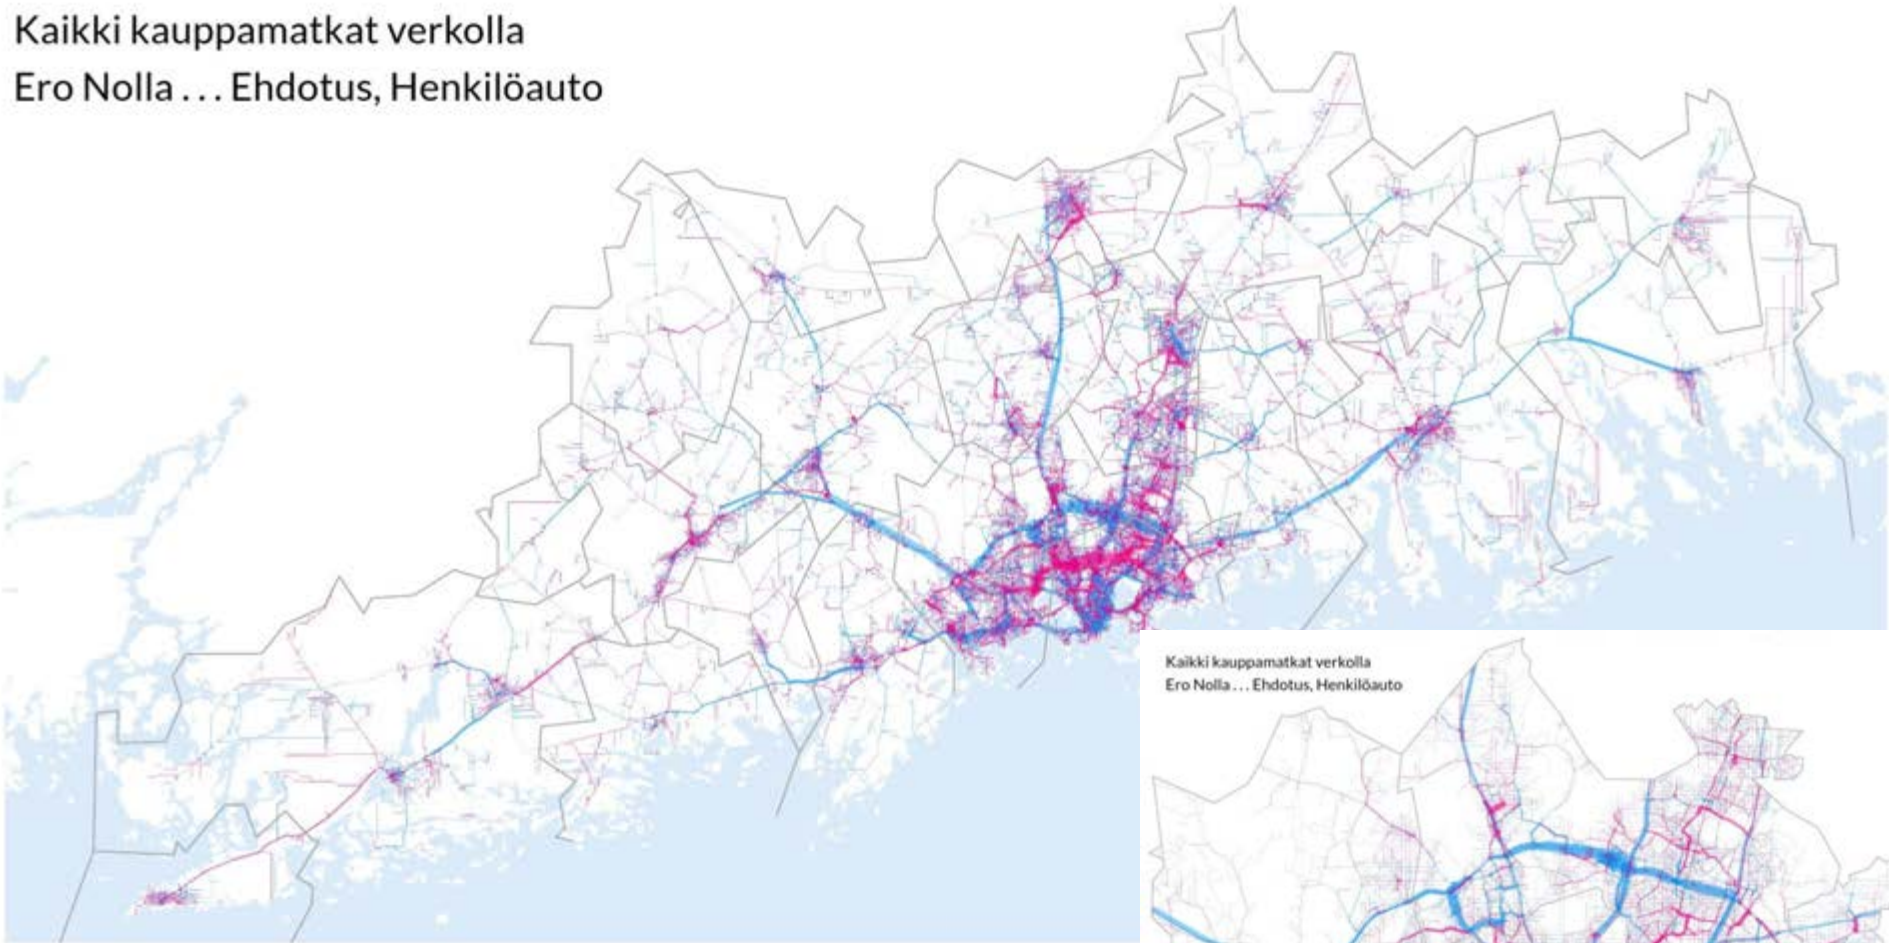 Kaikki kauppamatkat verkolla
Ero Nolla . . . Ehdotus, Henkilöauto
Kaikki kauppamatkat verkolla
Ero Nolla . . . Ehdotus, Henkilöauto